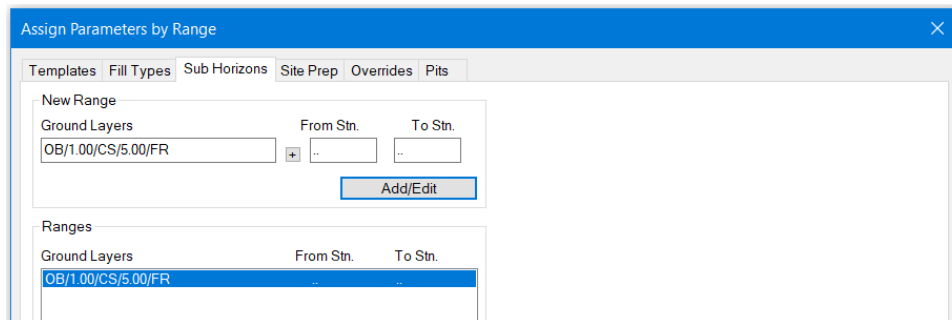 Assign Parameters by Range
Templates Fill Types Sub Horizons Site Prep Overrides Pits
New Range
Ground Layers From Stn. To Stn.
OB/1.00/CS/5.00/FR + .. ..
Add/Edit
Ranges
Ground Layers From Stn. To Stn.
OB/1.00/CS/5.00/FR .. ..